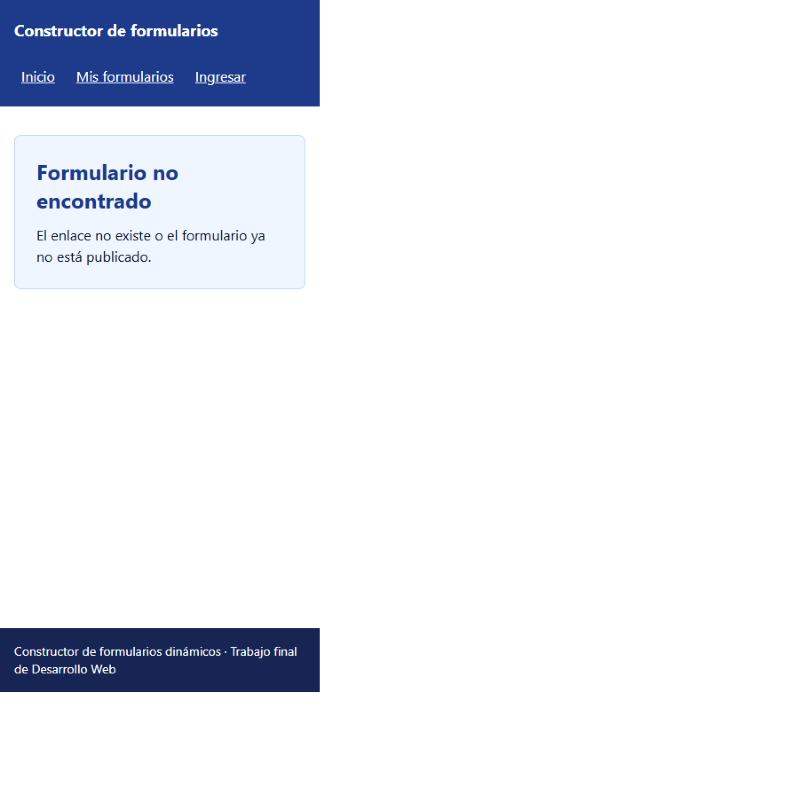 Constructor de formularios
Inicio Mis formularios Ingresar
Formulario no
encontrado
El enlace no existe o el formulario ya
no está publicado.
Constructor de formularios dinámicos · Trabajo final
de Desarrollo Web